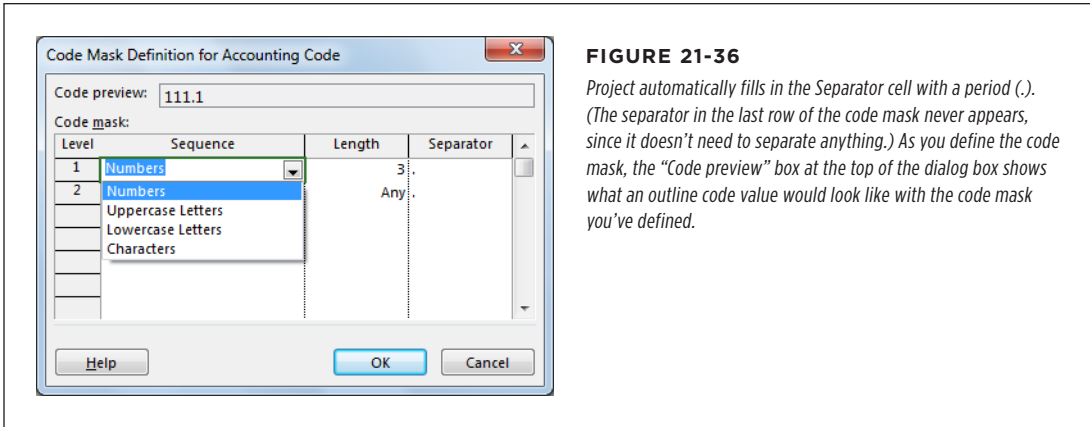 Code Mask Definition for Accounting Code
x
Code preview: 111.1
Code mask:
Level Sequence Length Separator
1 Numbers 3 .
2 Any .
Numbers
Uppercase Letters
Lowercase Letters
Characters
Help OK Cancel
FIGURE 21-36
Project automatically fills in the Separator cell with a period (.).
(The separator in the last row of the code mask never appears,
since it doesn’t need to separate anything.) As you define the code
mask, the “Code preview” box at the top of the dialog box shows
what an outline code value would look like with the code mask
you’ve defined.